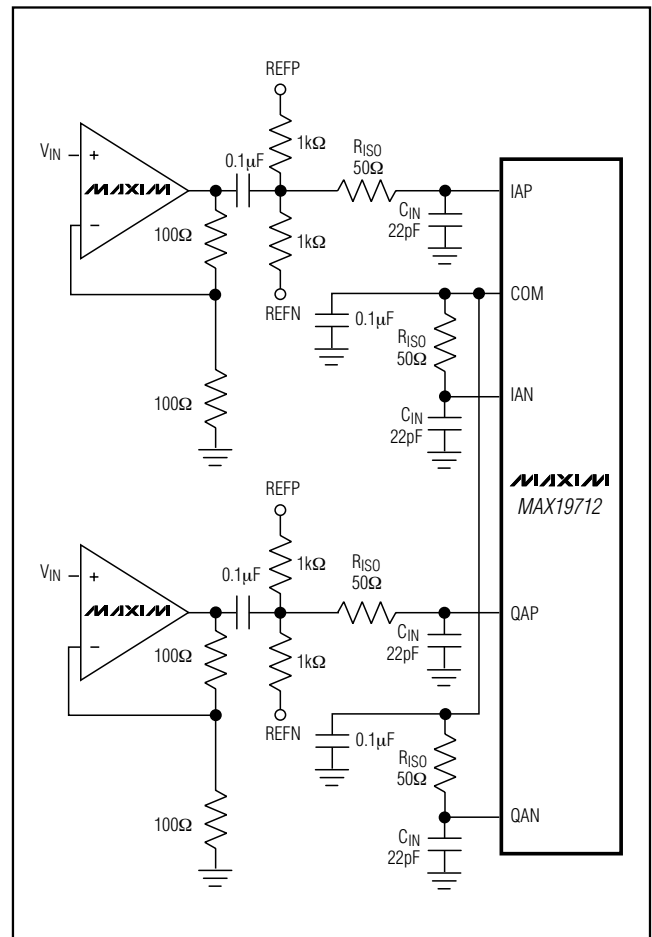 REFP
VIN
+
MAXIM
−
0.1μF
1kΩ
RISO
50Ω
IAP
100Ω
1kΩ
CIN
22pF
REFN
COM
0.1μF
RISO
50Ω
100Ω
IAN
CIN
22pF
MAXIM
MAX19712
REFP
VIN
+
MAXIM
−
0.1μF
1kΩ
RISO
50Ω
QAP
100Ω
1kΩ
CIN
22pF
REFN
0.1μF
RISO
50Ω
100Ω
QAN
CIN
22pF